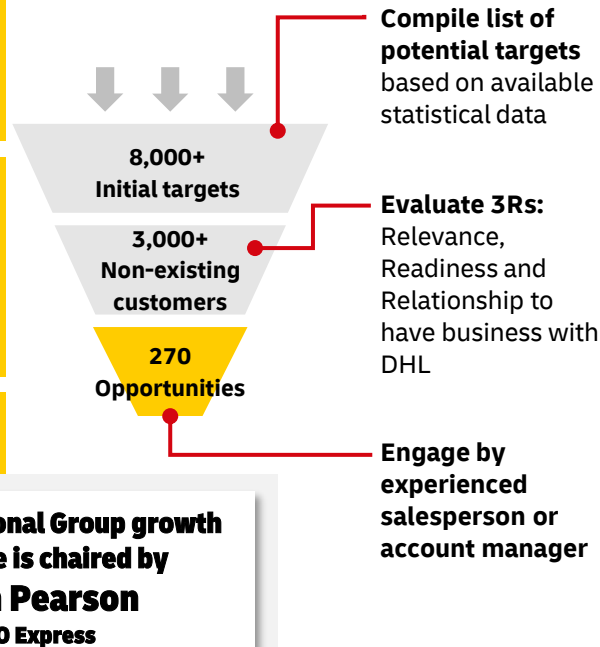 Compile list of
potential targets
based on available
statistical data
8,000+
Initial targets
Evaluate 3Rs:
Relevance,
Readiness and
Relationship to
have business with
DHL
3,000+
Non-existing
customers
270
Opportunities
Engage by
experienced
salesperson or
account manager
Group growth
is chaired by
Pearson
Express